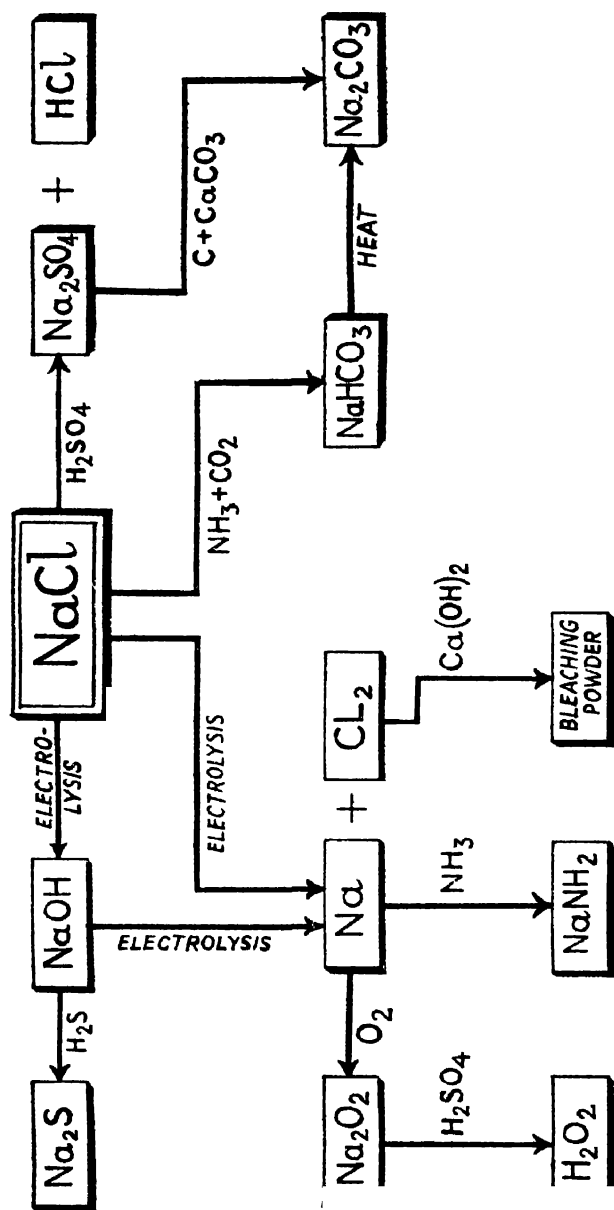 Na2S
H2S
NaOH
ELECTRO-
LYSIS
NaCl
H2SO4
Na2SO4
+
HCl
ELECTROLYSIS
ELECTROLYSIS
NH3+CO2
C+CaCO3
Na2O2
O2
Na
+
CL2
NaHCO3
HEAT
Na2CO3
H2SO4
NH3
Ca(OH)2
H2O2
NaNH2
BLEACHING
POWDER